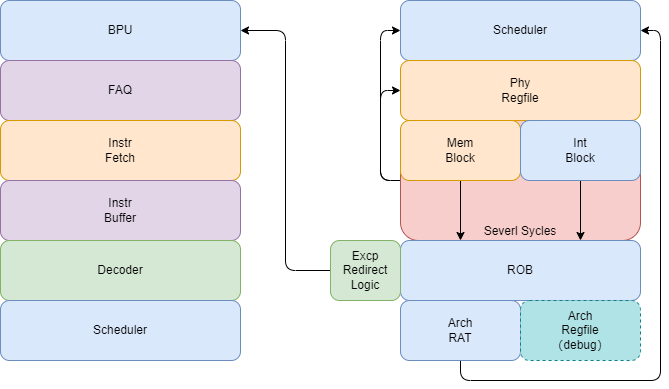 BPU
FAQ
Instr
Fetch
Instr
Buffer
Decoder
Scheduler
Scheduler
Phy
Regfile
Mem
Block
Int
Block
Severl Sycles
Excp
Redirect
Logic
ROB
Arch
RAT
Arch
Regfile
(debug)